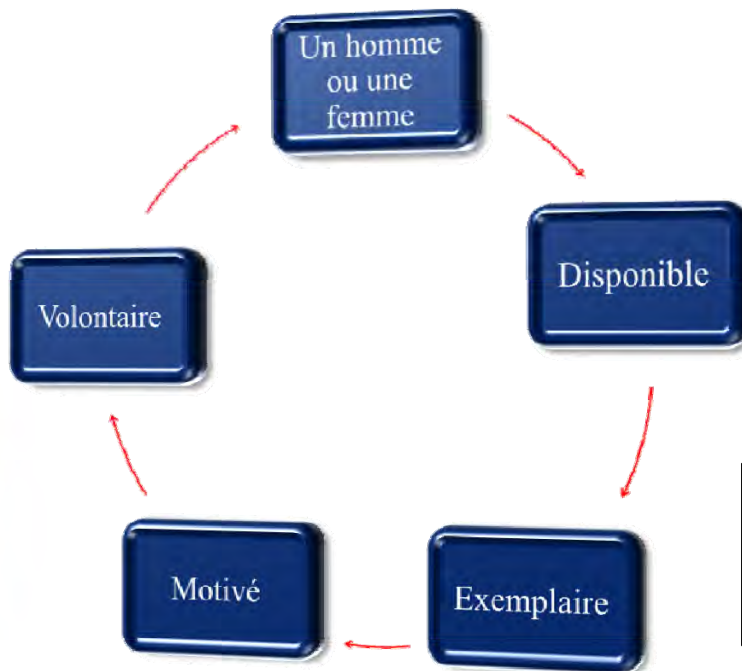 Un homme
ou une
femme
Disponible
Exemplaire
Motivé
Volontaire